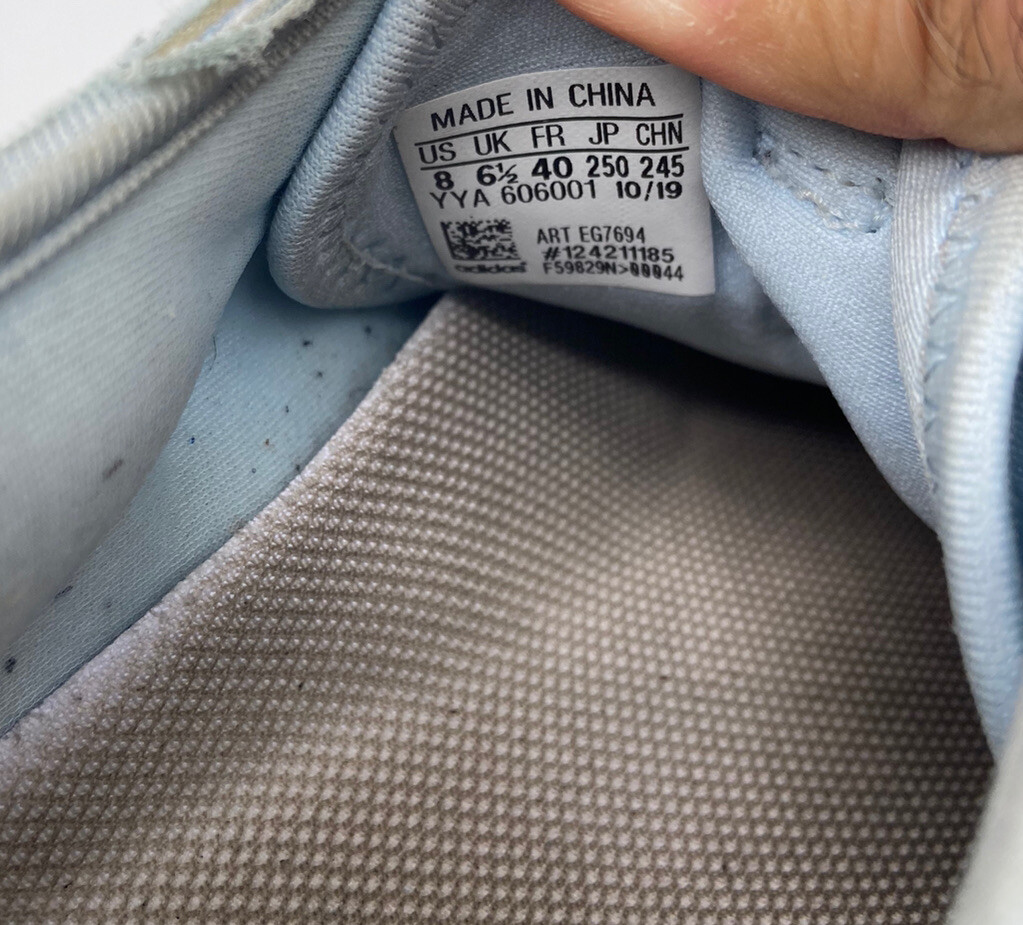 MADE IN CHINA
US UK FR JP CHN
8 6½ 40 250 245
YYA 606001 10/19
ART EG7694
#124211185
adidas F59829N>00044